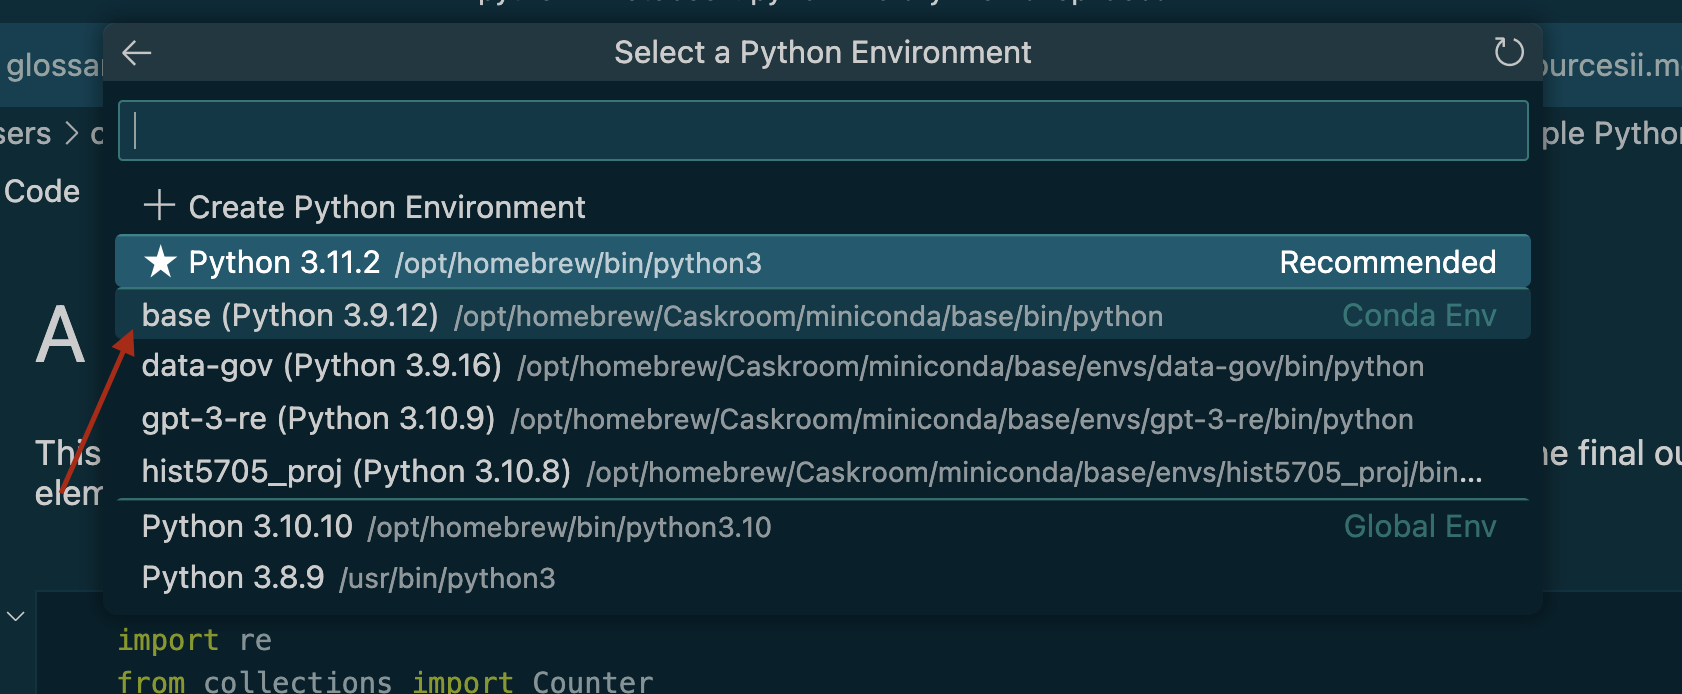 Select a Python Environment
glossar
ourcesii.m
sers > c
ple Python
Code
Create Python Environment
★ Python 3.11.2 /opt/homebrew/bin/python3 Recommended
base (Python 3.9.12) /opt/homebrew/Caskroom/miniconda/base/bin/python Conda Env
A
data-gov (Python 3.9.16) /opt/homebrew/Caskroom/miniconda/base/envs/data-gov/bin/python
gpt-3-re (Python 3.10.9) /opt/homebrew/Caskroom/miniconda/base/envs/gpt-3-re/bin/python
This
he final ou
hist5705_proj (Python 3.10.8) /opt/homebrew/Caskroom/miniconda/base/envs/hist5705_proj/bin...
elem
Python 3.10.10 /opt/homebrew/bin/python3.10 Global Env
Python 3.8.9 /usr/bin/python3
import re
from collections import Counter